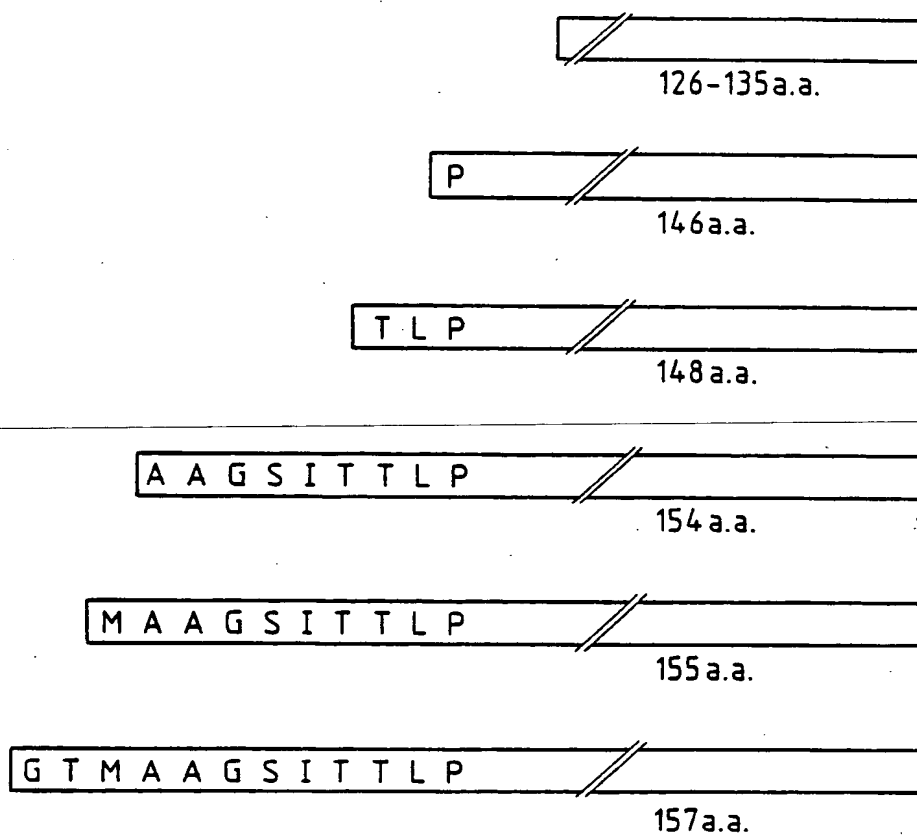 126-135a.a.
P
146a.a.
T L P
148a.a.
A A G S I T T L P
154a.a.
M A A G S I T T L P
155a.a.
G T M A A G S I T T L P
157a.a.